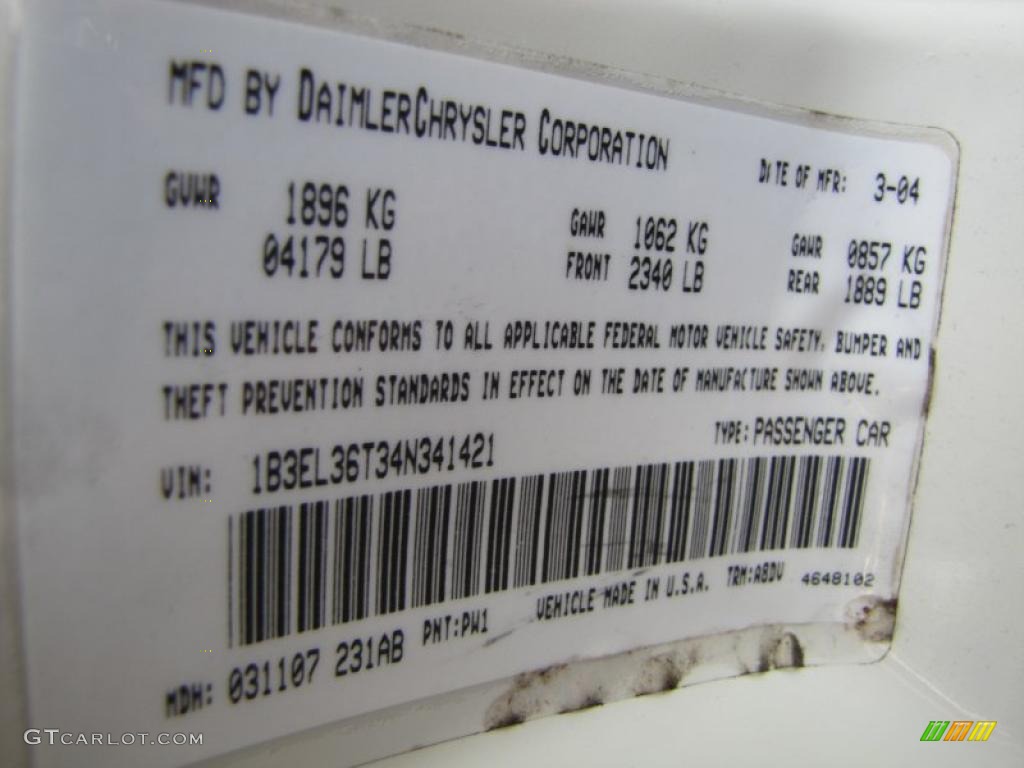 MFD BY DAIMLERCHRYSLER CORPORATION
DATE OF MFR: 3-04
GVWR 1896 KG
04179 LB
GAWR 1062 KG
FRONT 2340 LB
GAWR 0857 KG
REAR 1889 LB
THIS VEHICLE CONFORMS TO ALL APPLICABLE FEDERAL MOTOR VEHICLE SAFETY, BUMPER AND
THEFT PREVENTION STANDARDS IN EFFECT ON THE DATE OF MANUFACTURE SHOWN ABOVE.
VIN: 1B3EL36T34N341421
TYPE: PASSENGER CAR
MDH: 031107 231AB PNT:PW1 VEHICLE MADE IN U.S.A. TRM:A8DV 4648102
GTCARLOT.COM